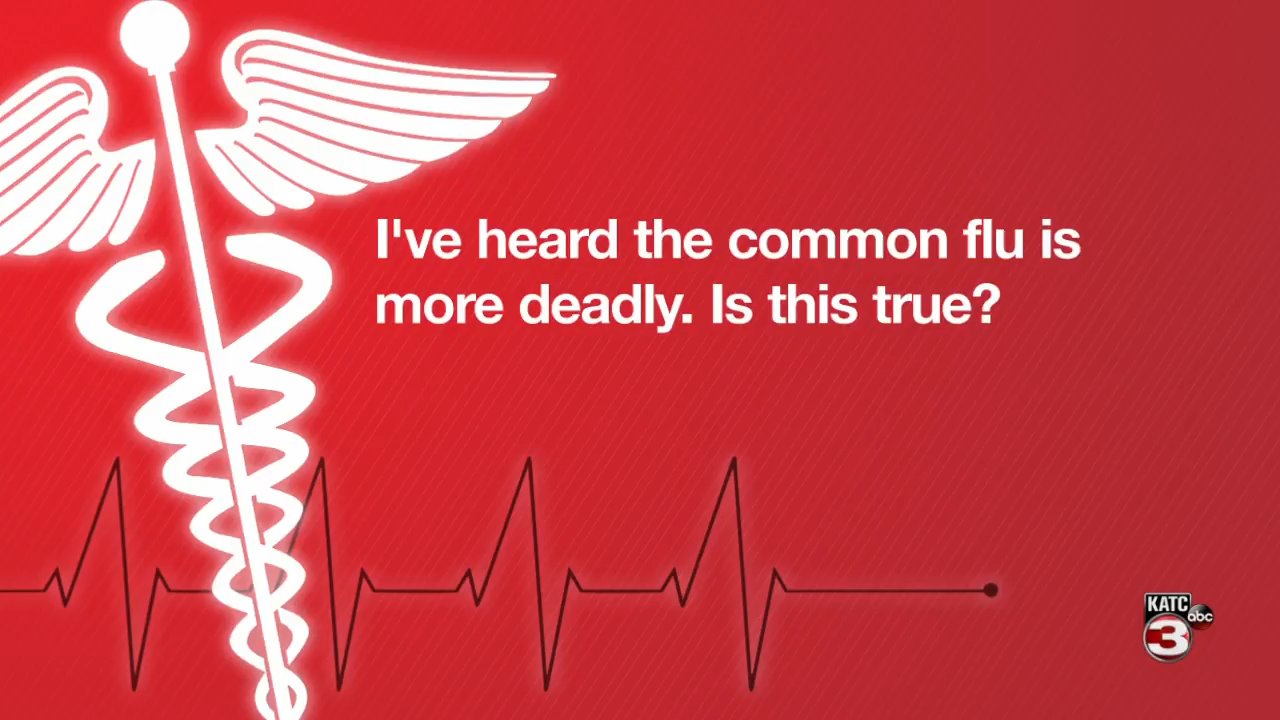 I've heard the common flu is
more deadly. Is this true?
KATC
abc
3